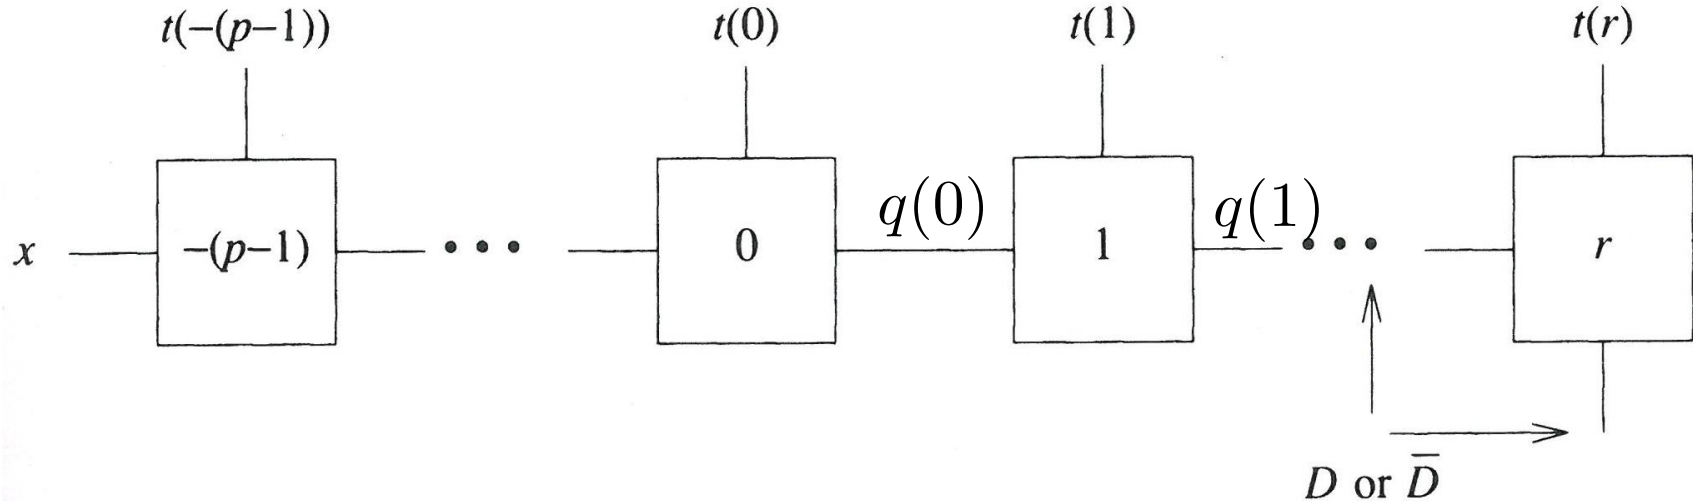 t(−(p−1)) t(0) t(1) t(r)
x −(p−1) 0 q(0) 1 q(1) r
D or D̅